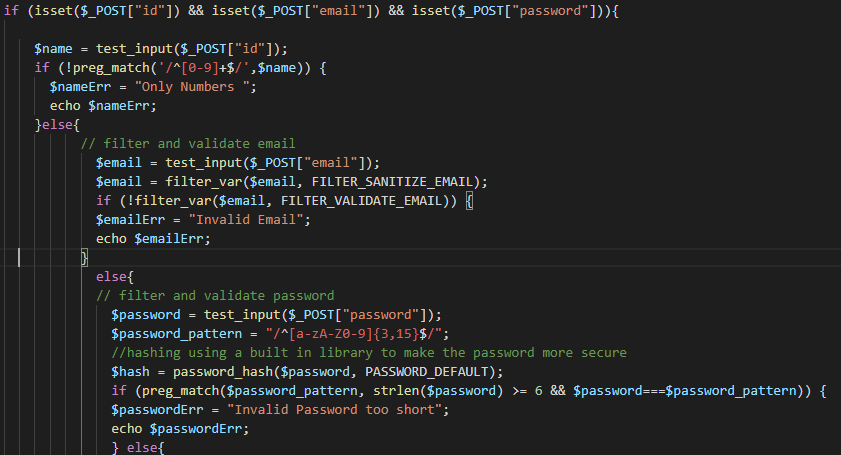 if (isset($_POST["id"]) && isset($_POST["email"]) && isset($_POST["password"])){
$name = test_input($_POST["id"]);
if (!preg_match('/^[0-9]+$/',$name)) {
$nameErr = "Only Numbers ";
echo $nameErr;
}else{
// filter and validate email
$email = test_input($_POST["email"]);
$email = filter_var($email, FILTER_SANITIZE_EMAIL);
if (!filter_var($email, FILTER_VALIDATE_EMAIL)) {
$emailErr = "Invalid Email";
echo $emailErr;
}
else{
// filter and validate password
$password = test_input($_POST["password"]);
$password_pattern = "/^[a-zA-Z0-9]{3,15}$/";
//hashing using a built in library to make the password more secure
$hash = password_hash($password, PASSWORD_DEFAULT);
if (preg_match($password_pattern, strlen($password) >= 6 && $password===$password_pattern)) {
$passwordErr = "Invalid Password too short";
echo $passwordErr;
} else{